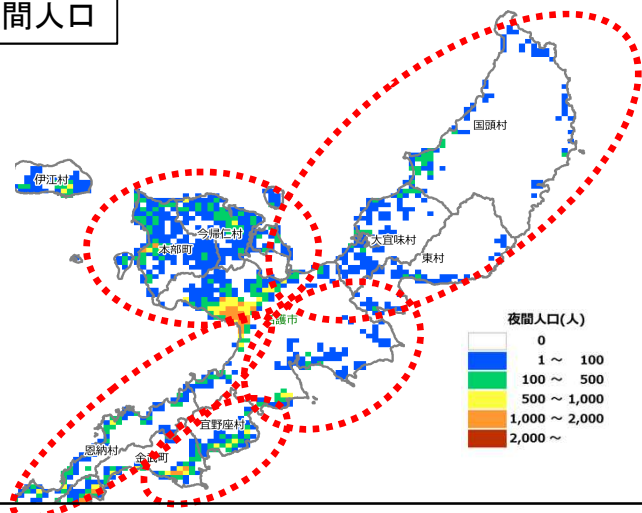 間人口
国頭村
伊江村
今帰仁村
本部町
大宜味村
東村
護市
夜間人口(人)
0
1 ～ 100
100 ～ 500
500 ～ 1,000
1,000 ～ 2,000
2,000 ～
宜野座村
恩納村
金武町